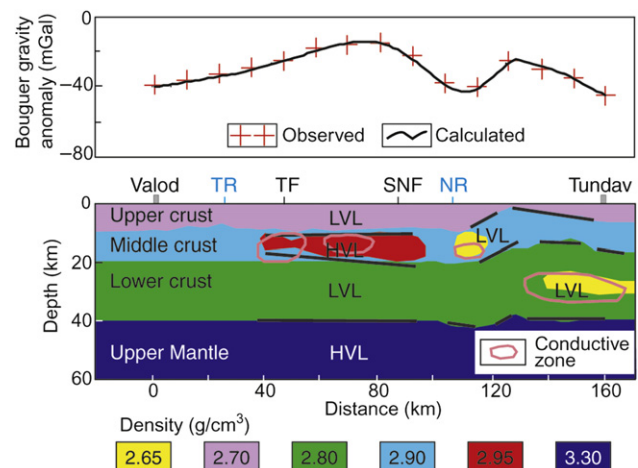 Bouguer gravity
anomaly (mGal)
0
−40
−80
Observed
Calculated
Valod
TR
TF
SNF
NR
Tundav
Depth (km)
0
20
40
60
Upper crust
LVL
Middle crust
HVL
LVL
Lower crust
LVL
LVL
Upper Mantle
HVL
Conductive
zone
0 40 80 120 160
Distance (km)
Density (g/cm³)
2.65 2.70 2.80 2.90 2.95 3.30